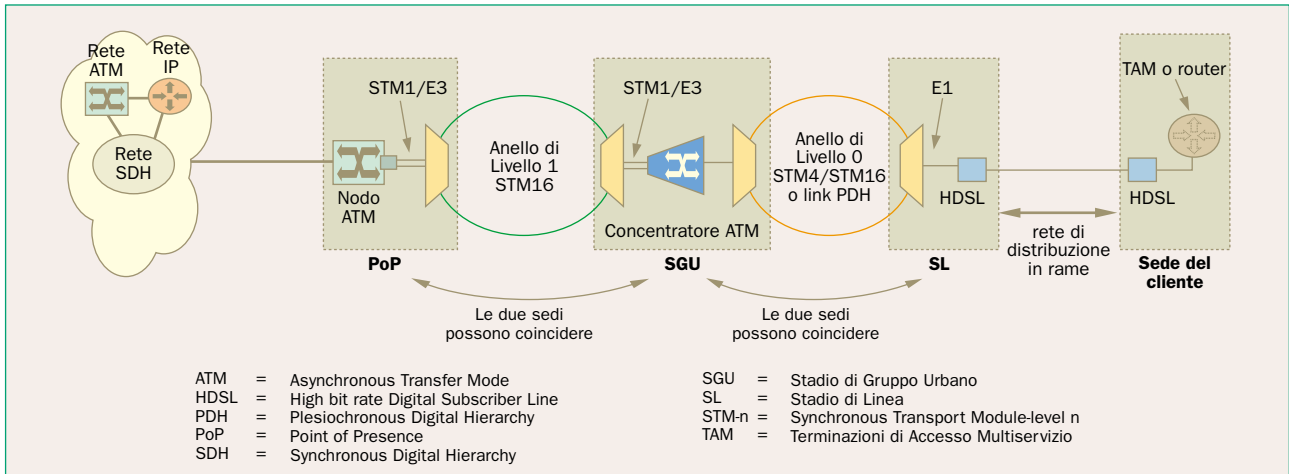 Rete
ATM
Rete
IP
Rete
SDH
STM1/E3
Nodo
ATM
PoP
Anello di
Livello 1
STM16
STM1/E3
Concentratore ATM
SGU
Anello di
Livello 0
STM4/STM16
o link PDH
E1
HDSL
SL
rete di
distribuzione
in rame
TAM o router
HDSL
Sede del
cliente
Le due sedi
possono coincidere
Le due sedi
possono coincidere
ATM = Asynchronous Transfer Mode
HDSL = High bit rate Digital Subscriber Line
PDH = Plesiochronous Digital Hierarchy
PoP = Point of Presence
SDH = Synchronous Digital Hierarchy
SGU = Stadio di Gruppo Urbano
SL = Stadio di Linea
STM-n = Synchronous Transport Module-level n
TAM = Terminazioni di Accesso Multiservizio